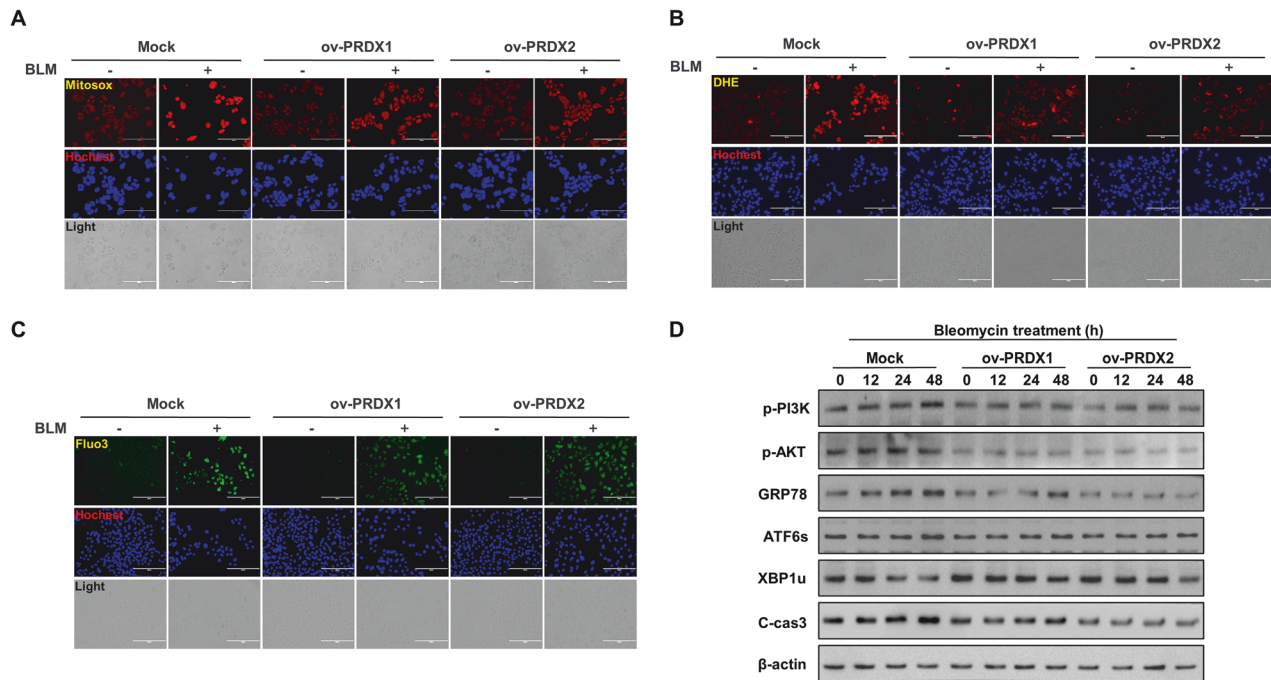 A
Mock ov-PRDX1 ov-PRDX2
BLM - + - + - +
Mitosox
Hochest
Light
B
Mock ov-PRDX1 ov-PRDX2
BLM - + - + - +
DHE
Hochest
Light
C
Mock ov-PRDX1 ov-PRDX2
BLM - + - + - +
Fluo3
Hochest
Light
D
Bleomycin treatment (h)
Mock ov-PRDX1 ov-PRDX2
0 12 24 48 0 12 24 48 0 12 24 48
p-PI3K
p-AKT
GRP78
ATF6s
XBP1u
C-cas3
β-actin